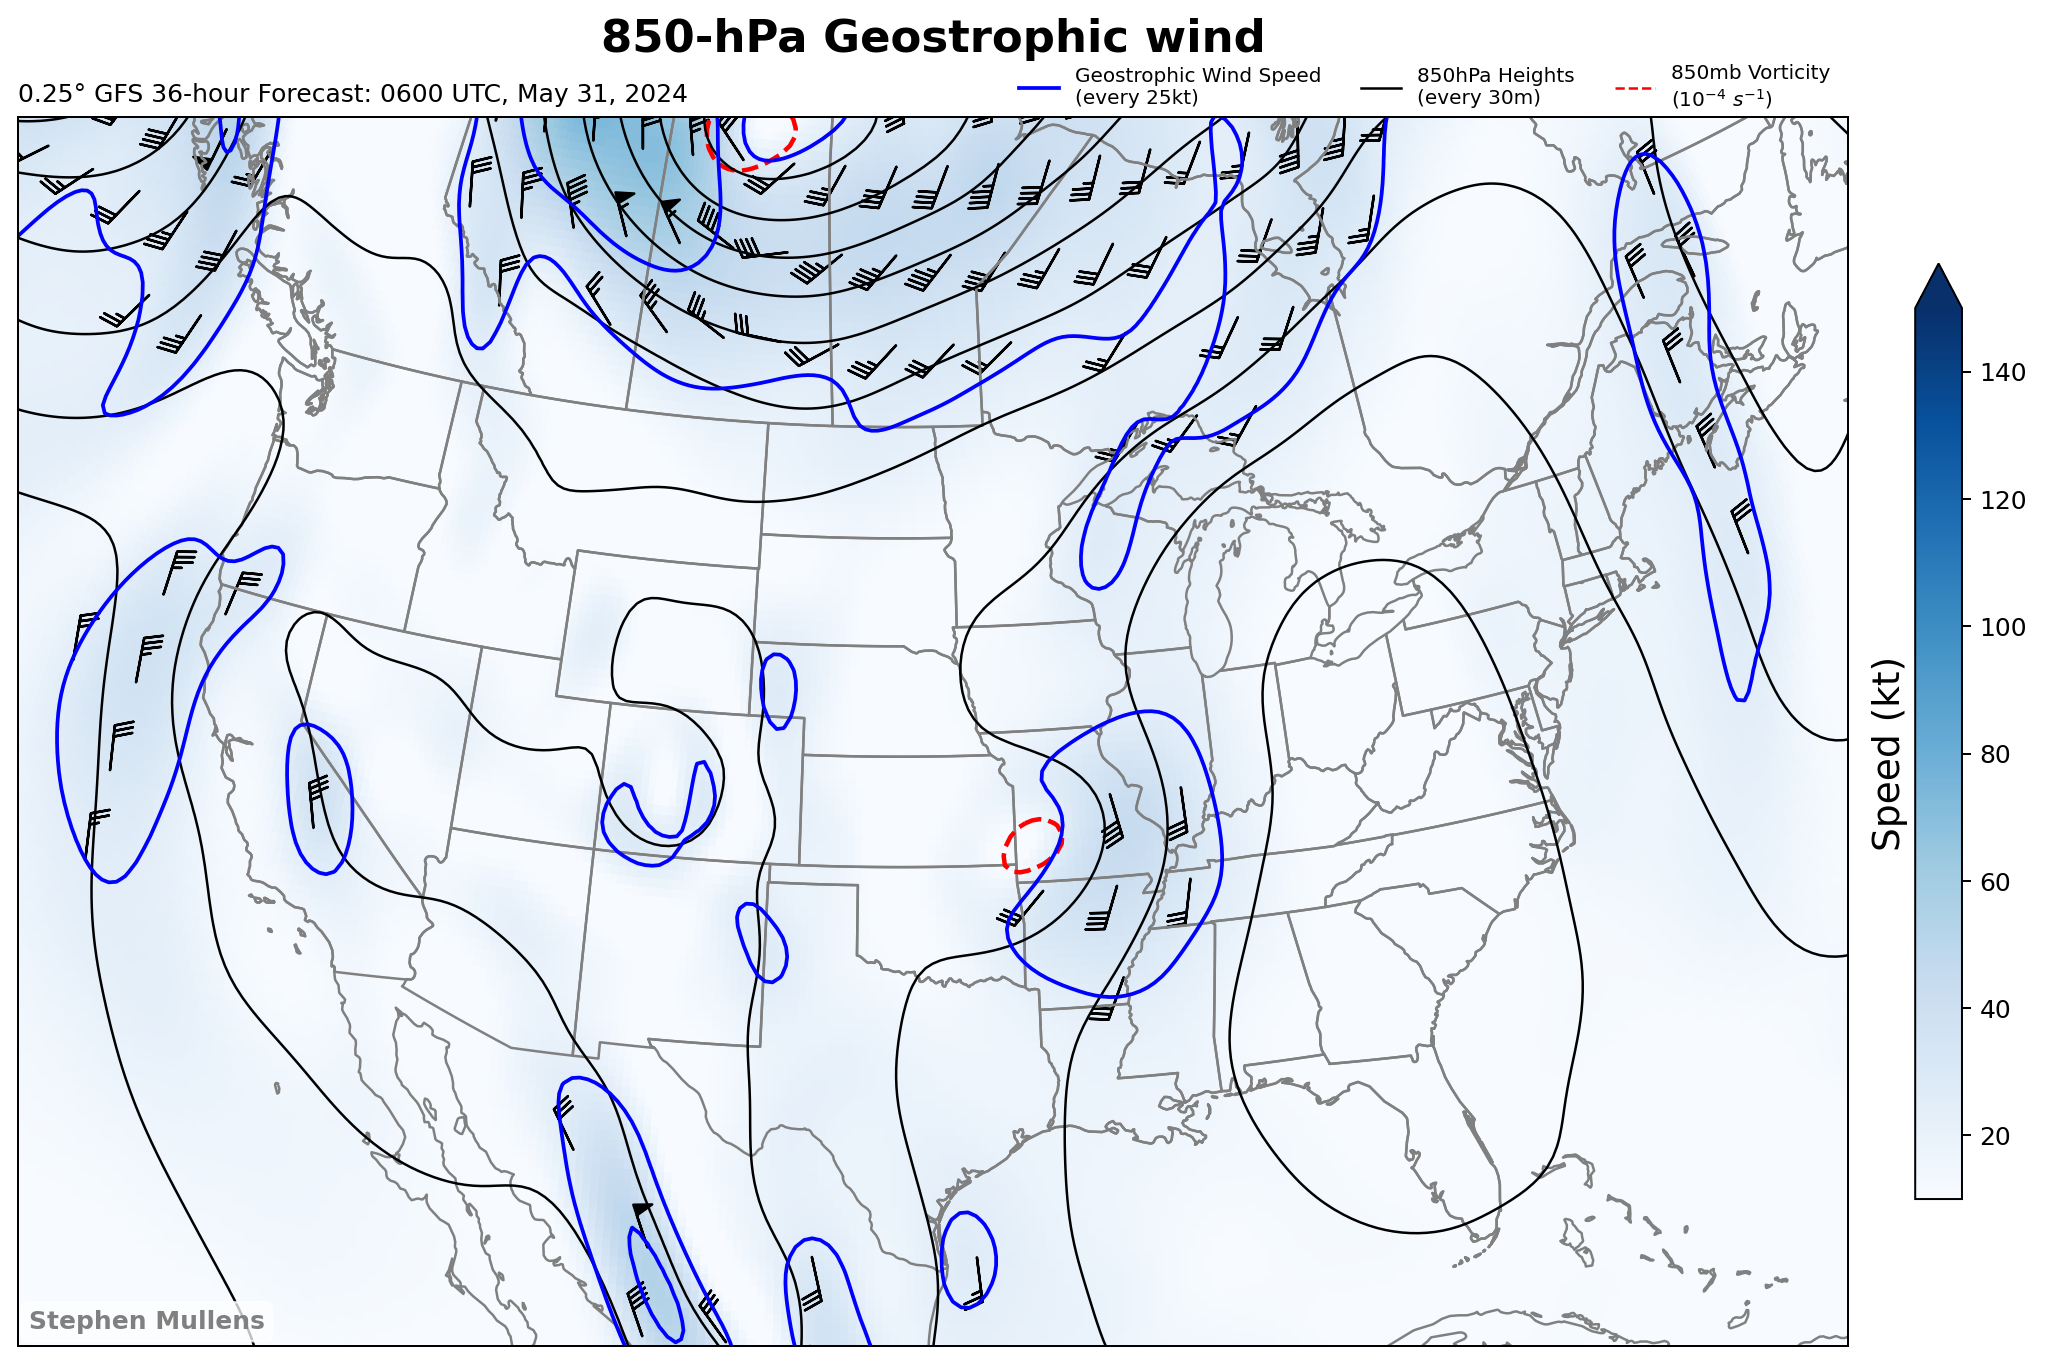 850-hPa Geostrophic wind
0.25° GFS 36-hour Forecast: 0600 UTC, May 31, 2024
Geostrophic Wind Speed
(every 25kt)
850hPa Heights
(every 30m)
850mb Vorticity
(10⁻⁴ s⁻¹)
140
120
100
80
60
40
20
Speed (kt)
Stephen Mullens